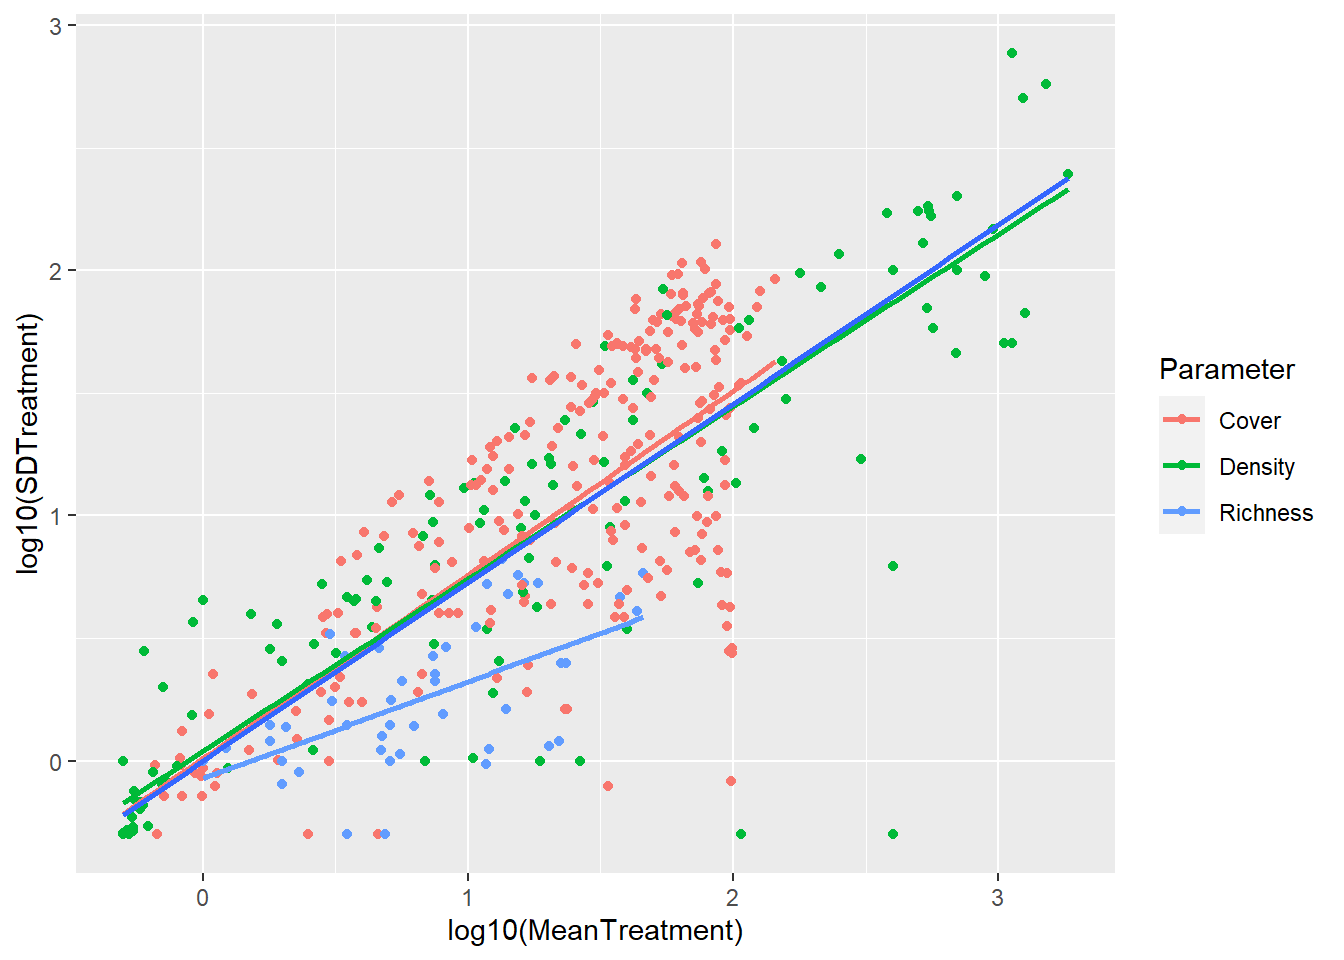 3
2
1
0
log10(SDTreatment)
0 1 2 3
log10(MeanTreatment)
Parameter
Cover
Density
Richness